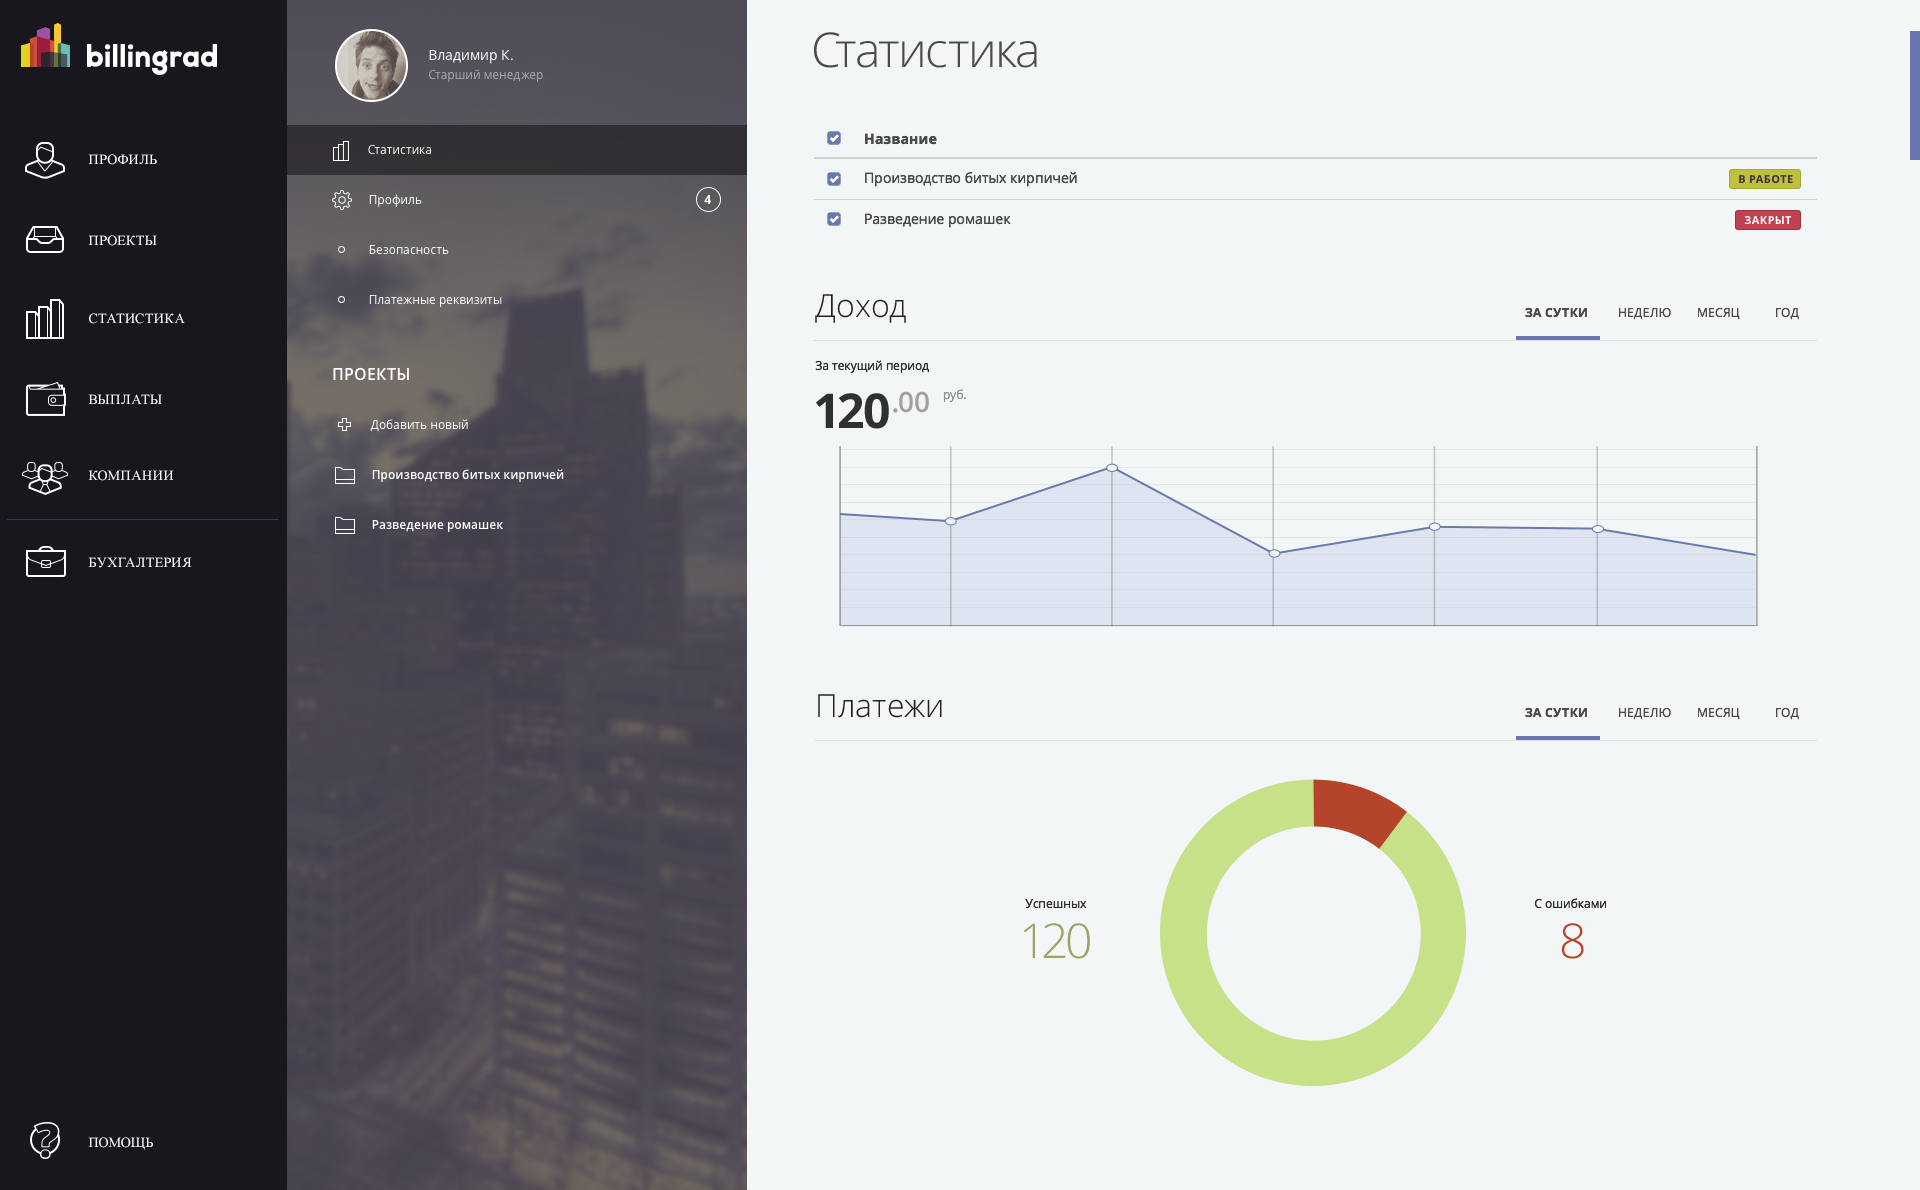 billingrad
ПРОФИЛЬ
ПРОЕКТЫ
СТАТИСТИКА
ВЫПЛАТЫ
КОМПАНИИ
БУХГАЛТЕРИЯ
ПОМОЩЬ
Владимир К.
Старший менеджер
Статистика
Профиль 4
Безопасность
Платежные реквизиты
ПРОЕКТЫ
Добавить новый
Производство битых кирпичей
Разведение ромашек
Статистика
Название
Производство битых кирпичей В РАБОТЕ
Разведение ромашек ЗАКРЫТ
Доход ЗА СУТКИ НЕДЕЛЮ МЕСЯЦ ГОД
За текущий период
120.00 руб.
Платежи ЗА СУТКИ НЕДЕЛЮ МЕСЯЦ ГОД
Успешных
120
С ошибками
8